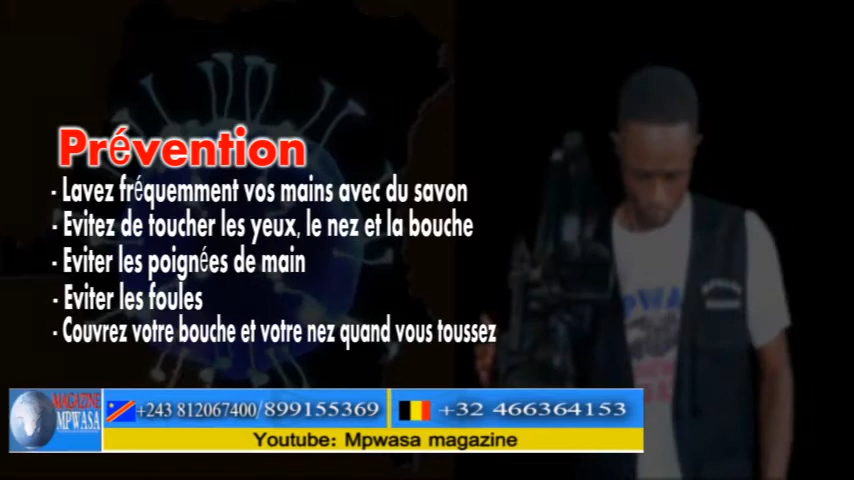 Prévention
- Lavez fréquemment vos mains avec du savon
- Evitez de toucher les yeux, le nez et la bouche
- Eviter les poignées de main
- Eviter les foules
- Couvrez votre bouche et votre nez quand vous toussez
MAGAZINE
MPWASA
+243 812067400/899155369
+32 466364153
Youtube: Mpwasa magazine